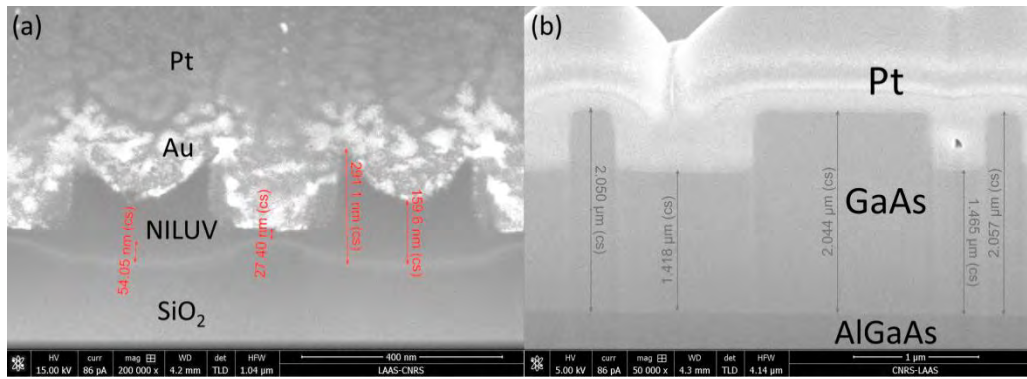 (a)
Pt
Au
NILUV
SiO₂
54.05 nm (cs)
27.40 nm (cs)
291.1 nm (cs)
159.6 nm (cs)
HV curr mag WD det HFW 400 nm
15.00 kV 86 pA 200 000 x 4.2 mm TLD 1.04 µm LAAS-CNRS
(b)
Pt
GaAs
AlGaAs
2.050 µm (cs)
1.418 µm (cs)
2.044 µm (cs)
1.465 µm (cs)
2.057 µm (cs)
HV curr mag WD det HFW 1 µm
5.00 kV 86 pA 50 000 x 4.3 mm TLD 4.14 µm CNRS-LAAS